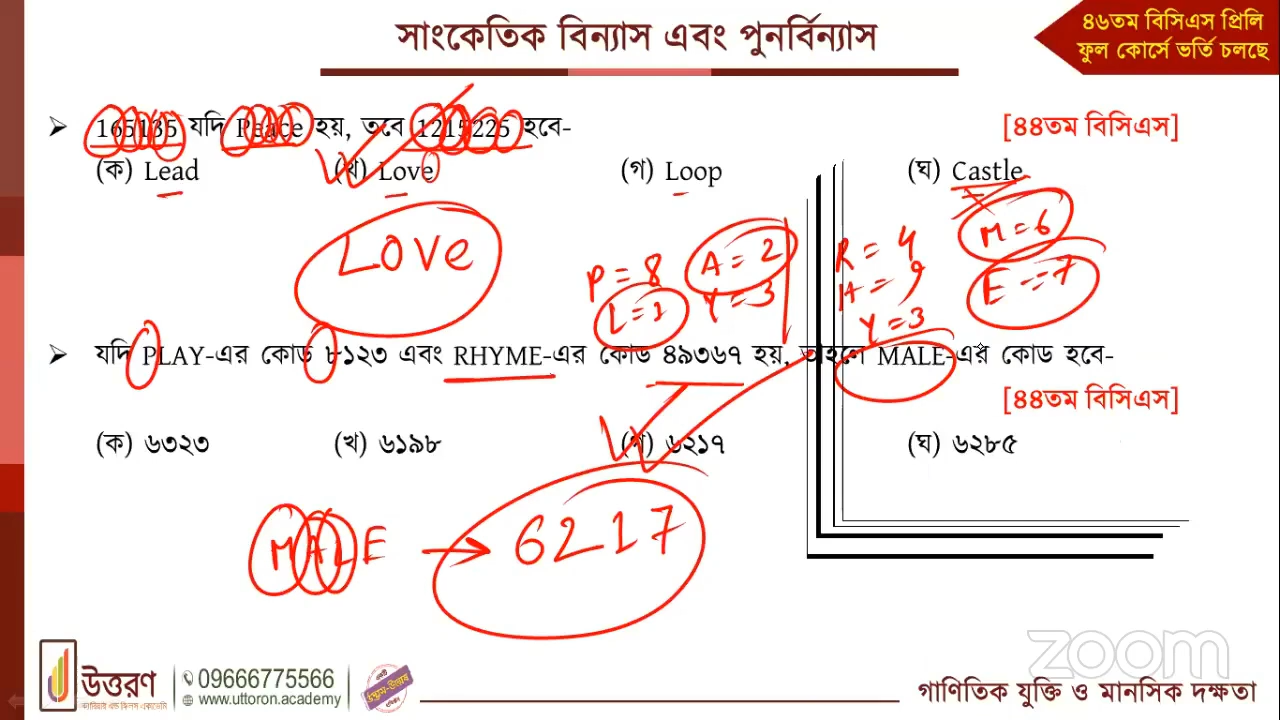 সাংকেতিক বিন্যাস এবং পুনর্বিন্যাস
৪৬তম বিসিএস প্রিলি
ফুল কোর্সে ভর্তি চলছে
➢ 165135 যদি Peace হয়, তবে 1215225 হবে- [৪৪তম বিসিএস]
(ক) Lead (খ) Love (গ) Loop (ঘ) Castle
Love
P = 8 A = 2 R = 4 M = 6
L = 1 Y = 3 H = 9 E = 7
Y = 3
➢ যদি PLAY-এর কোড ৮১২৩ এবং RHYME-এর কোড ৪৯৩৬৭ হয়, তাহলে MALE-এর কোড হবে-
[৪৪তম বিসিএস]
(ক) ৬৩২৩ (খ) ৬১৯৮ (গ) ৬২১৭ (ঘ) ৬২৮৫
MALE → 6217
zoom
উত্তরণ
09666775566
www.uttoron.academy
গাণিতিক যুক্তি ও মানসিক দক্ষতা